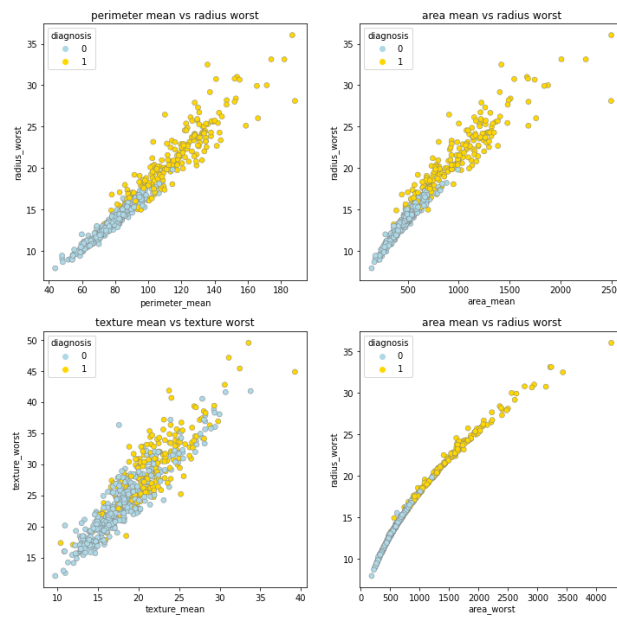 perimeter mean vs radius worst
diagnosis
0
1
35
30
25
20
15
10
radius_worst
40 60 80 100 120 140 160 180
perimeter_mean
area mean vs radius worst
diagnosis
0
1
35
30
25
20
15
10
radius_worst
500 1000 1500 2000 2500
area_mean
texture mean vs texture worst
diagnosis
0
1
50
45
40
35
30
25
20
15
texture_worst
10 15 20 25 30 35 40
texture_mean
area mean vs radius worst
diagnosis
0
1
35
30
25
20
15
10
radius_worst
0 500 1000 1500 2000 2500 3000 3500 4000
area_worst